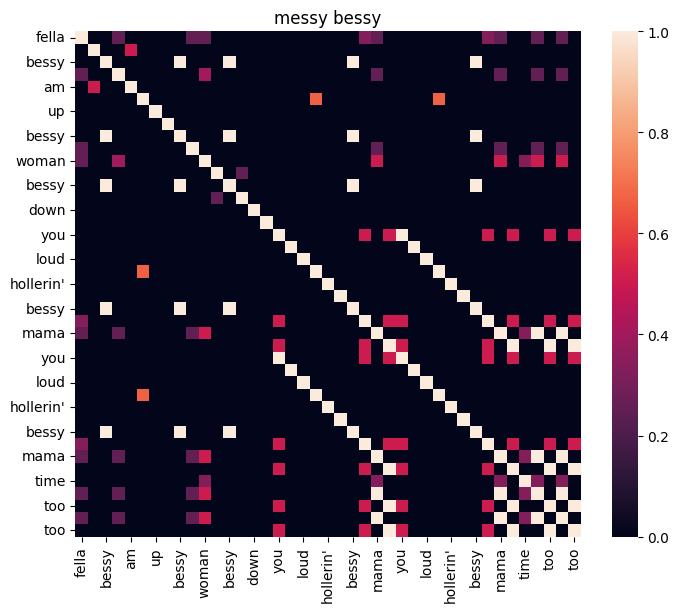 messy bessy
fella
bessy
am
up
bessy
woman
bessy
down
you
loud
hollerin'
bessy
mama
you
loud
hollerin'
bessy
mama
time
too
too
1.0
0.8
0.6
0.4
0.2
0.0
fella
bessy
am
up
bessy
woman
bessy
down
you
loud
hollerin'
bessy
mama
you
loud
hollerin'
bessy
mama
time
too
too